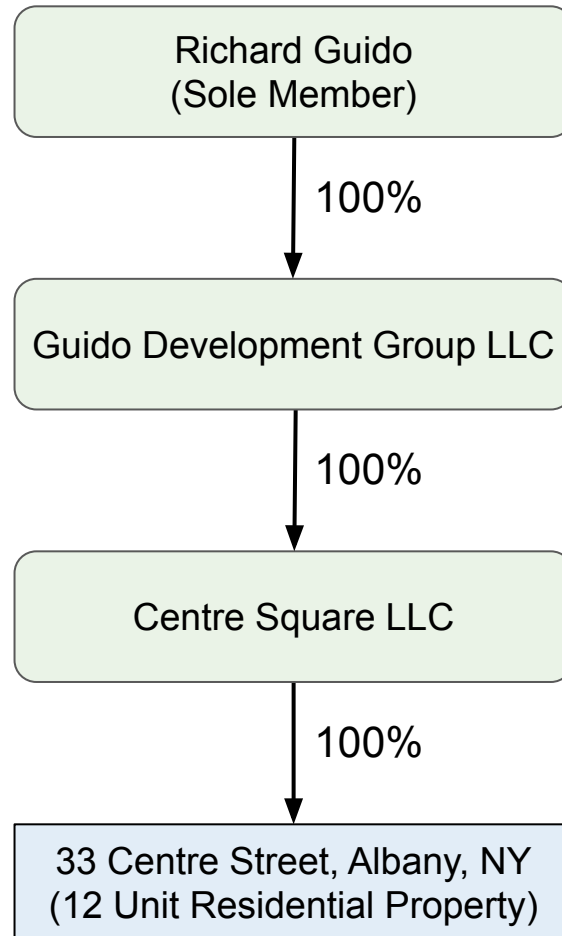 Richard Guido
(Sole Member)
100%
Guido Development Group LLC
100%
Centre Square LLC
100%
33 Centre Street, Albany, NY
(12 Unit Residential Property)